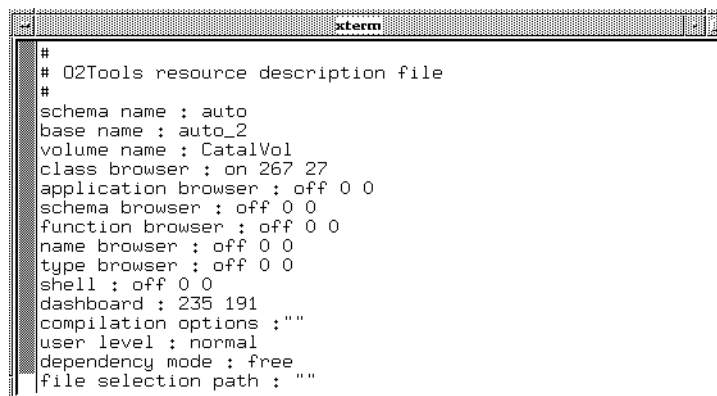 xterm
#
# O2Tools resource description file
#
schema name : auto
base name : auto_2
volume name : CatalVol
class browser : on 267 27
application browser : off 0 0
schema browser : off 0 0
function browser : off 0 0
name browser : off 0 0
type browser : off 0 0
shell : off 0 0
dashboard : 235 191
compilation options :""
user level : normal
dependency mode : free
file selection path : ""